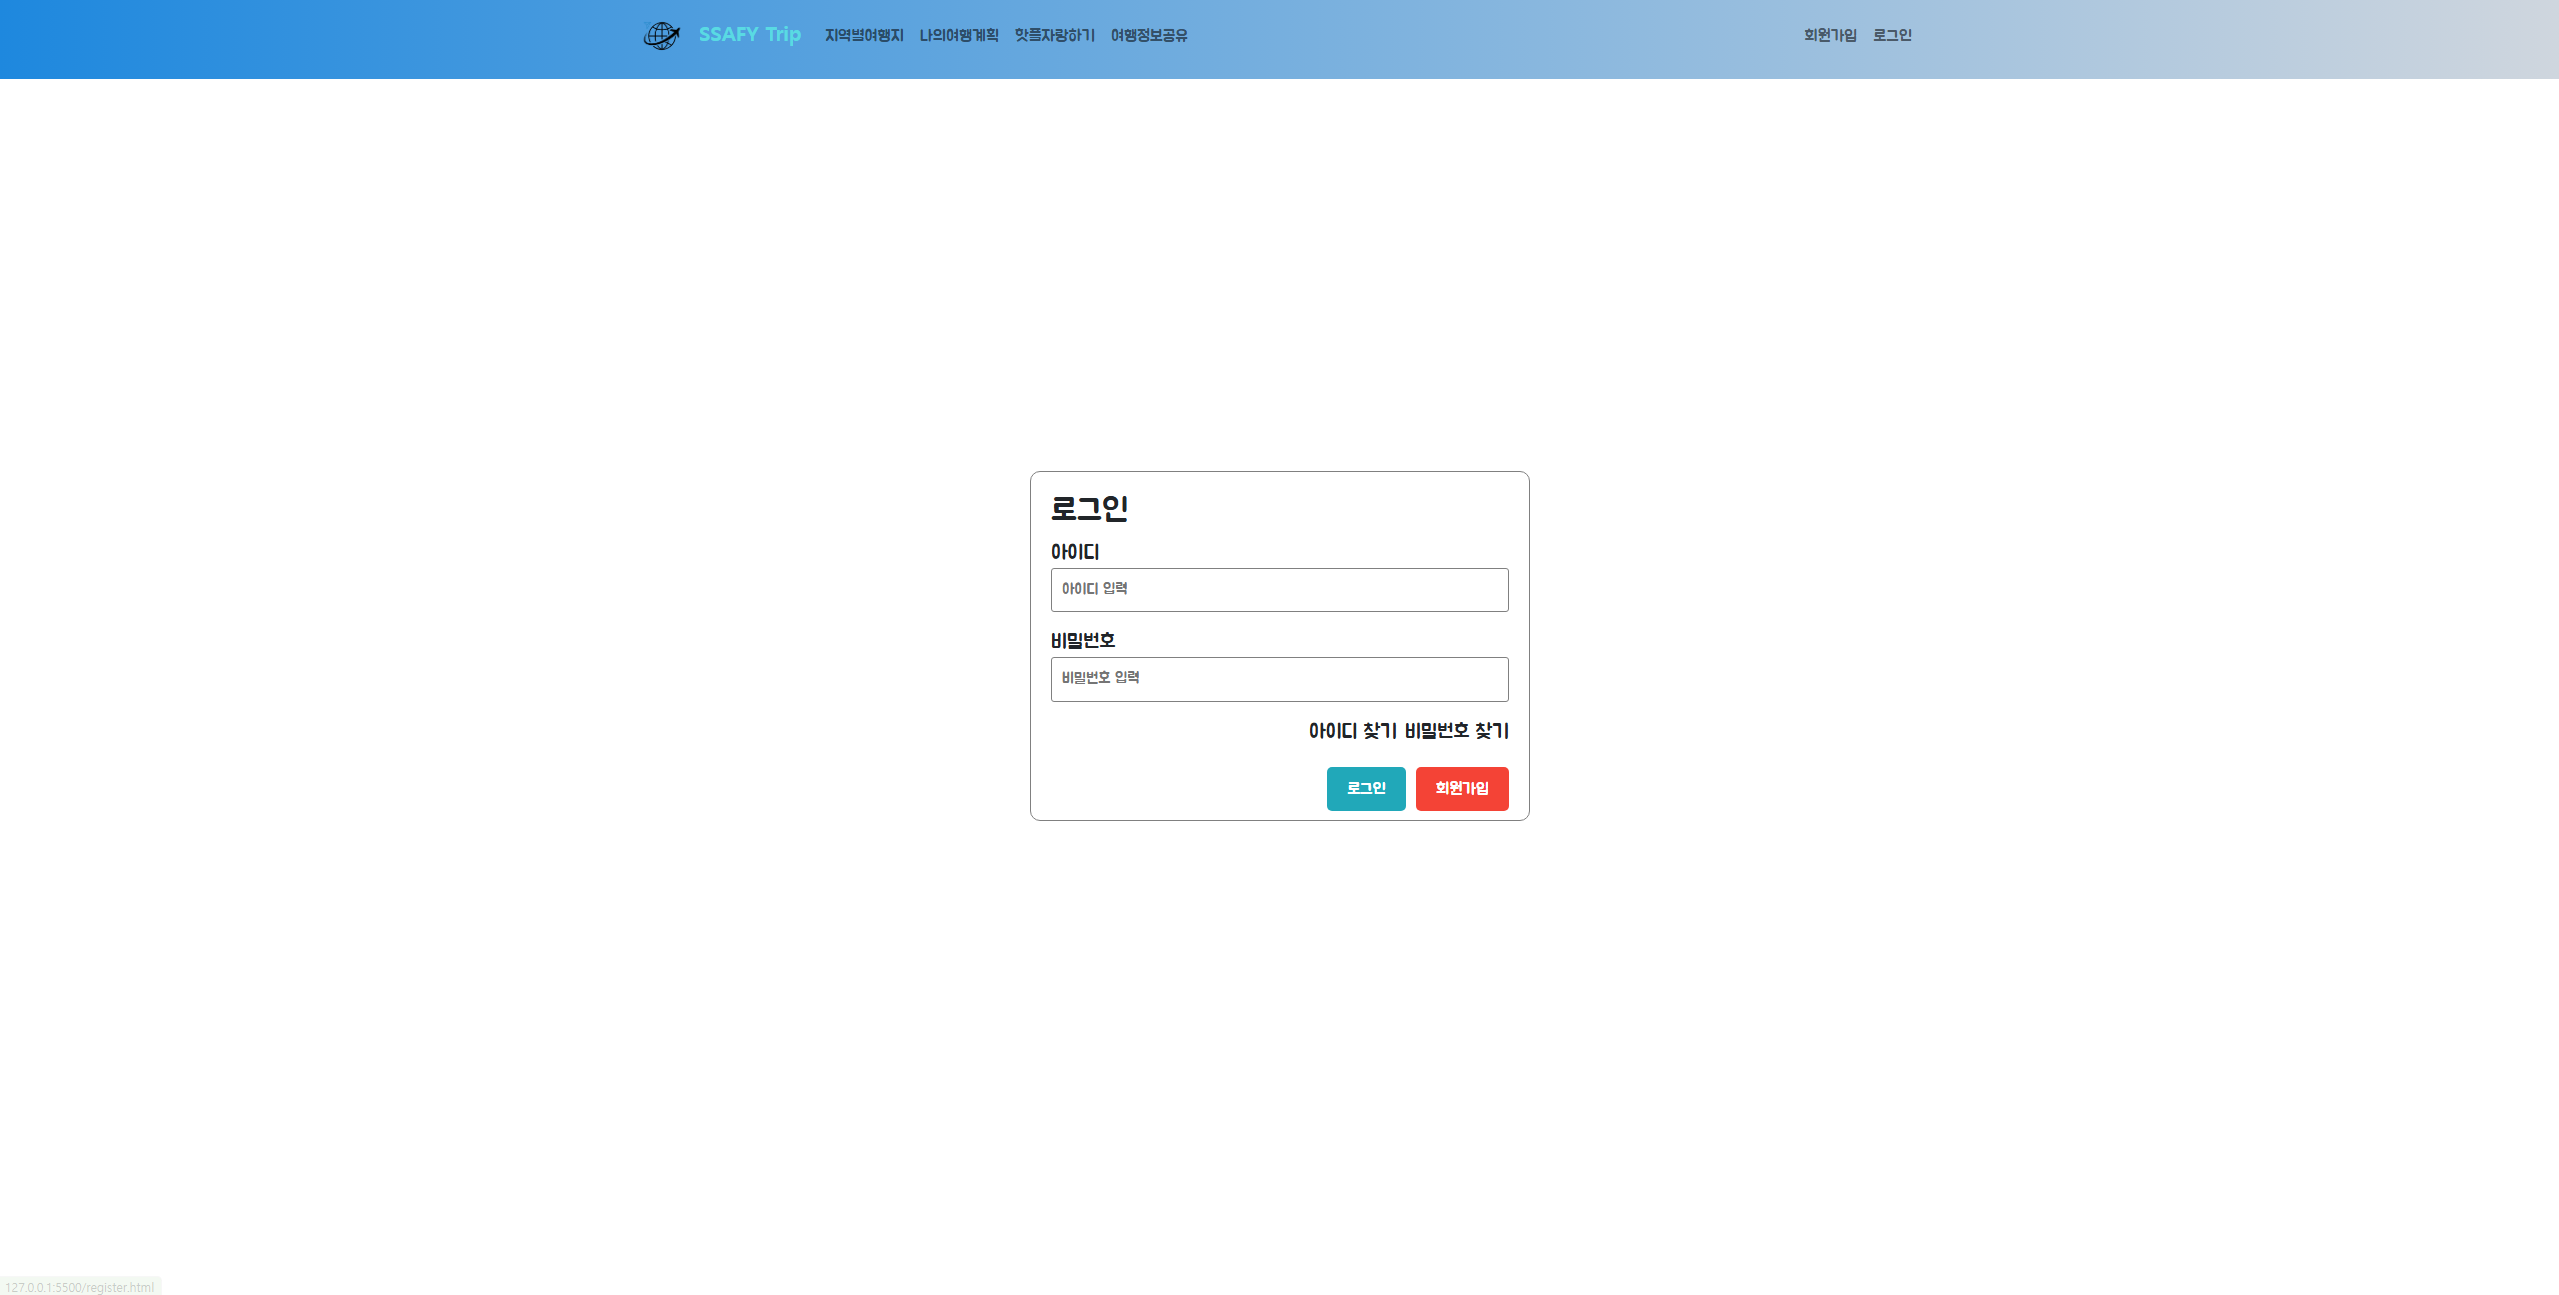 SSAFY Trip 지역별여행지 나의여행계획 핫플자랑하기 여행정보공유 회원가입 로그인
로그인
아이디
아이디 입력
비밀번호
비밀번호 입력
아이디 찾기 비밀번호 찾기
로그인 회원가입
127.0.0.1:5500/register.html